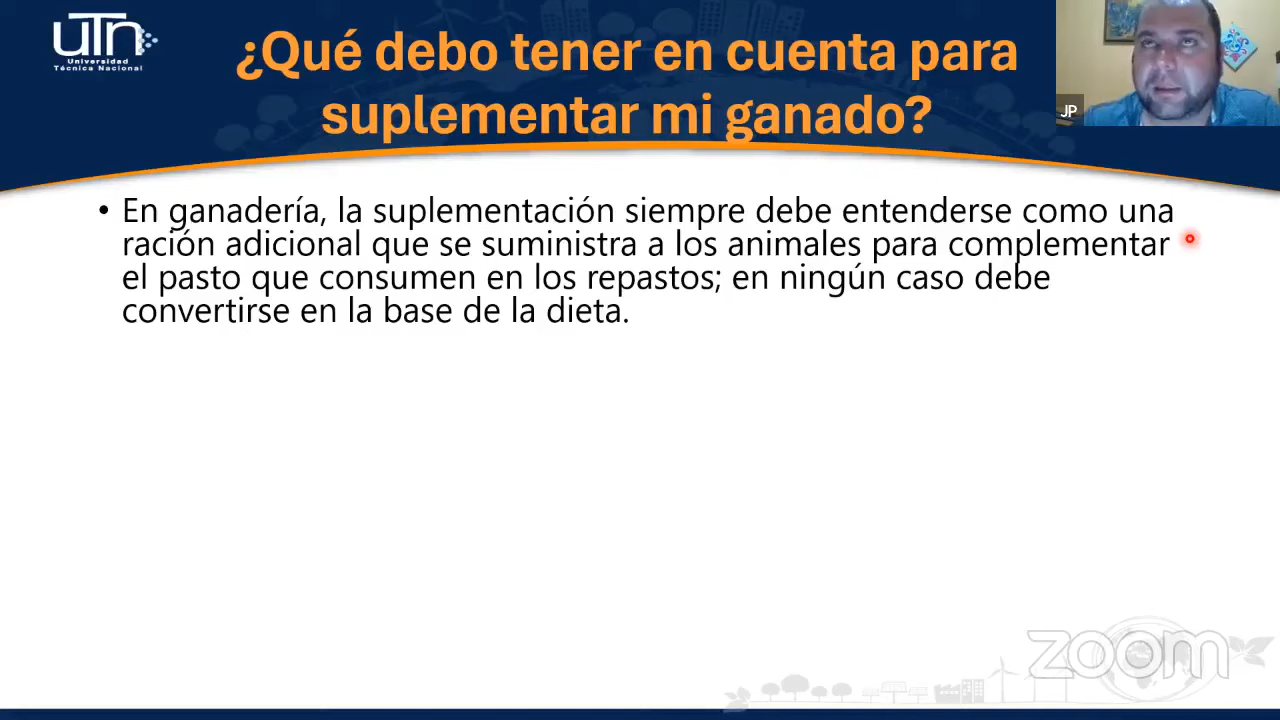 utn
Universidad
Técnica Nacional
¿Qué debo tener en cuenta para
suplementar mi ganado?
JP
• En ganadería, la suplementación siempre debe entenderse como una
ración adicional que se suministra a los animales para complementar
el pasto que consumen en los repastos; en ningún caso debe
convertirse en la base de la dieta.
zoom